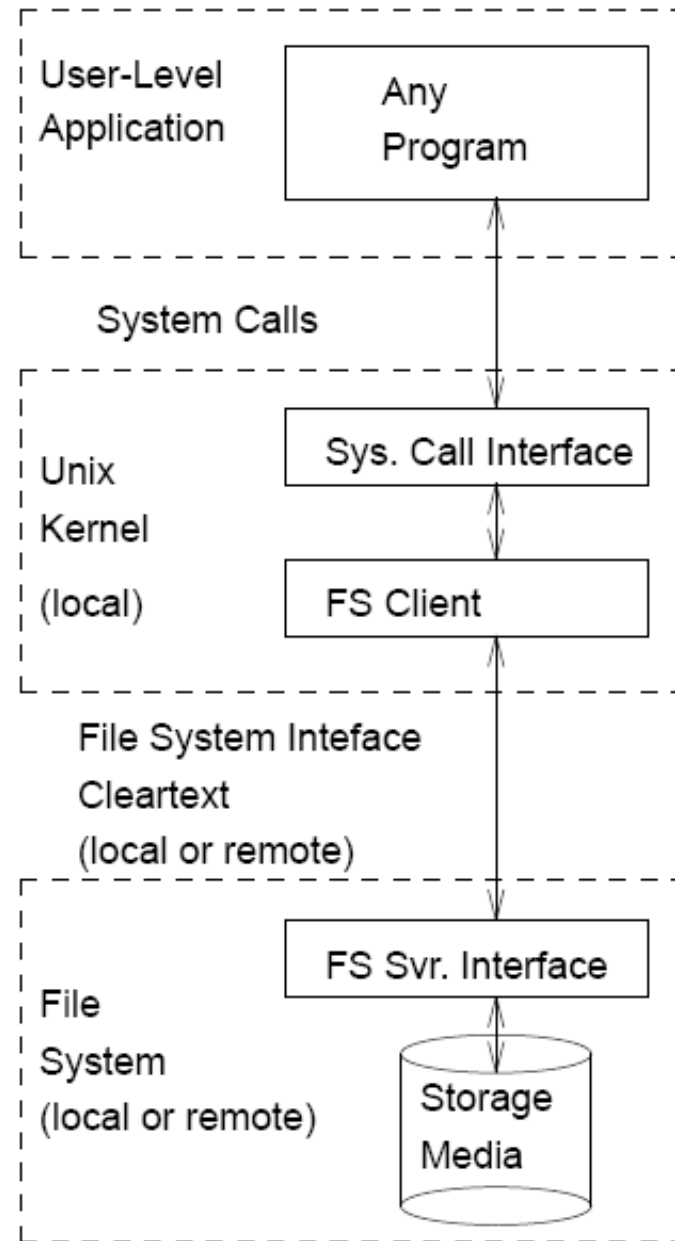 User-Level
Application
Any
Program
System Calls
Unix
Kernel
(local)
Sys. Call Interface
FS Client
File System Inteface
Cleartext
(local or remote)
File
System
(local or remote)
FS Svr. Interface
Storage
Media